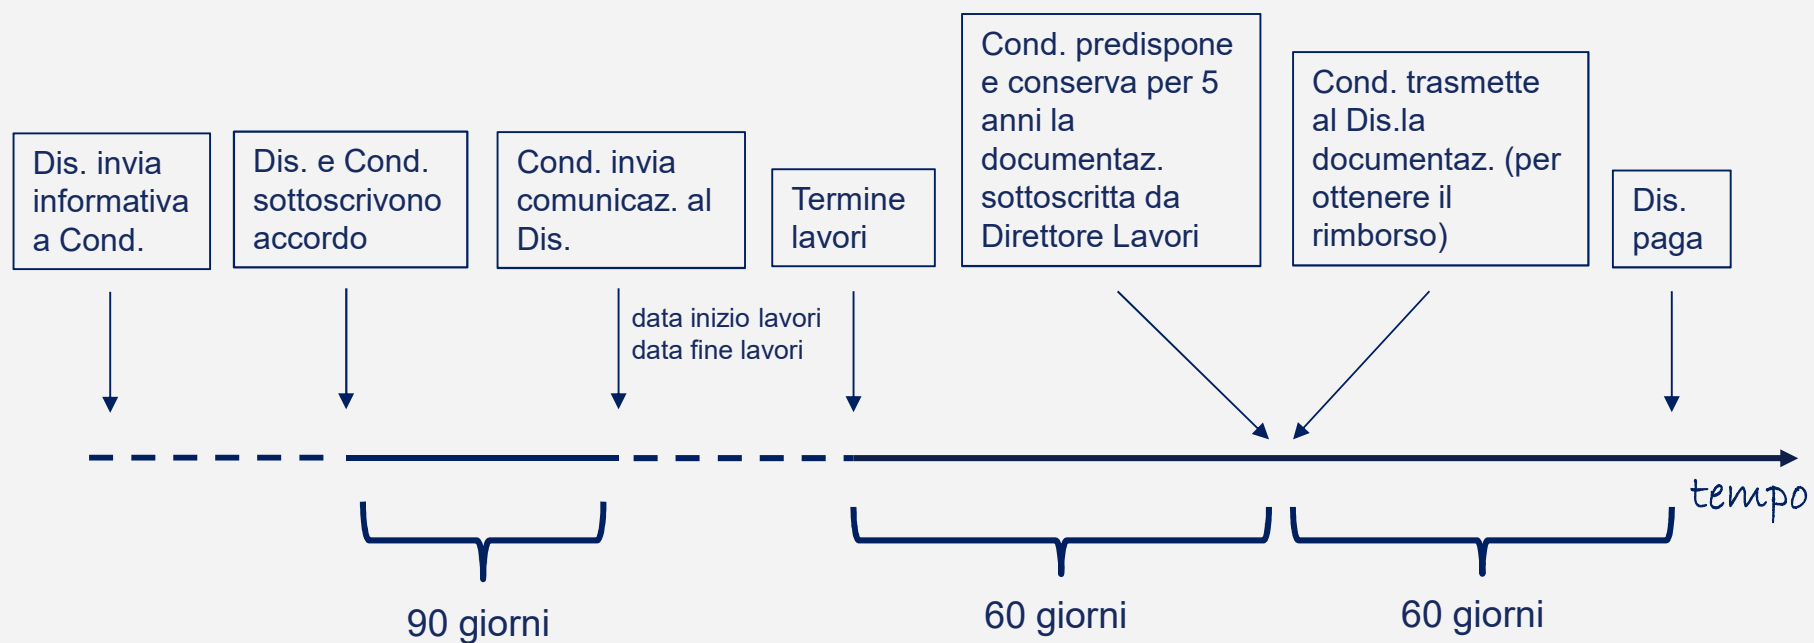 Dis. invia
informativa
a Cond.
Dis. e Cond.
sottoscrivono
accordo
Cond. invia
comunicaz. al
Dis.
Termine
lavori
Cond. predispone
e conserva per 5
anni la
documentaz.
sottoscritta da
Direttore Lavori
Cond. trasmette
al Dis.la
documentaz. (per
ottenere il
rimborso)
Dis.
paga
data inizio lavori
data fine lavori
tempo
90 giorni
60 giorni
60 giorni